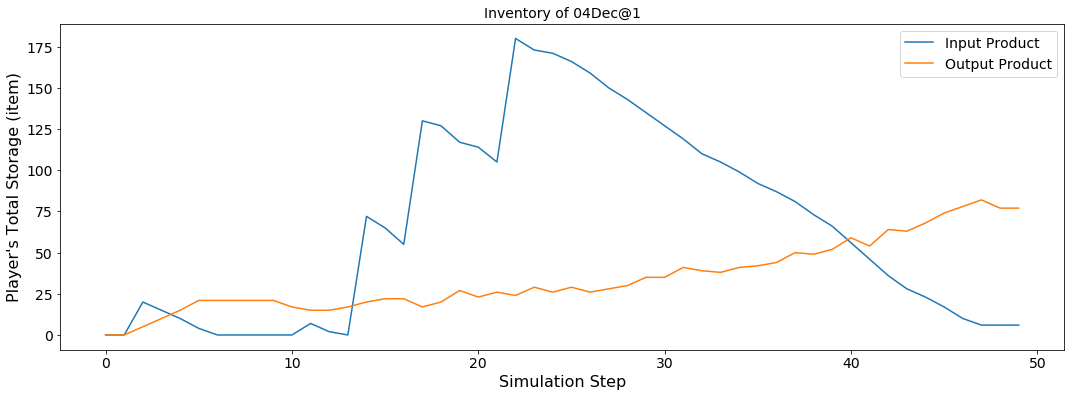 Inventory of 04Dec@1
Player's Total Storage (item)
175
150
125
100
75
50
25
0
Input Product
Output Product
0 10 20 30 40 50
Simulation Step